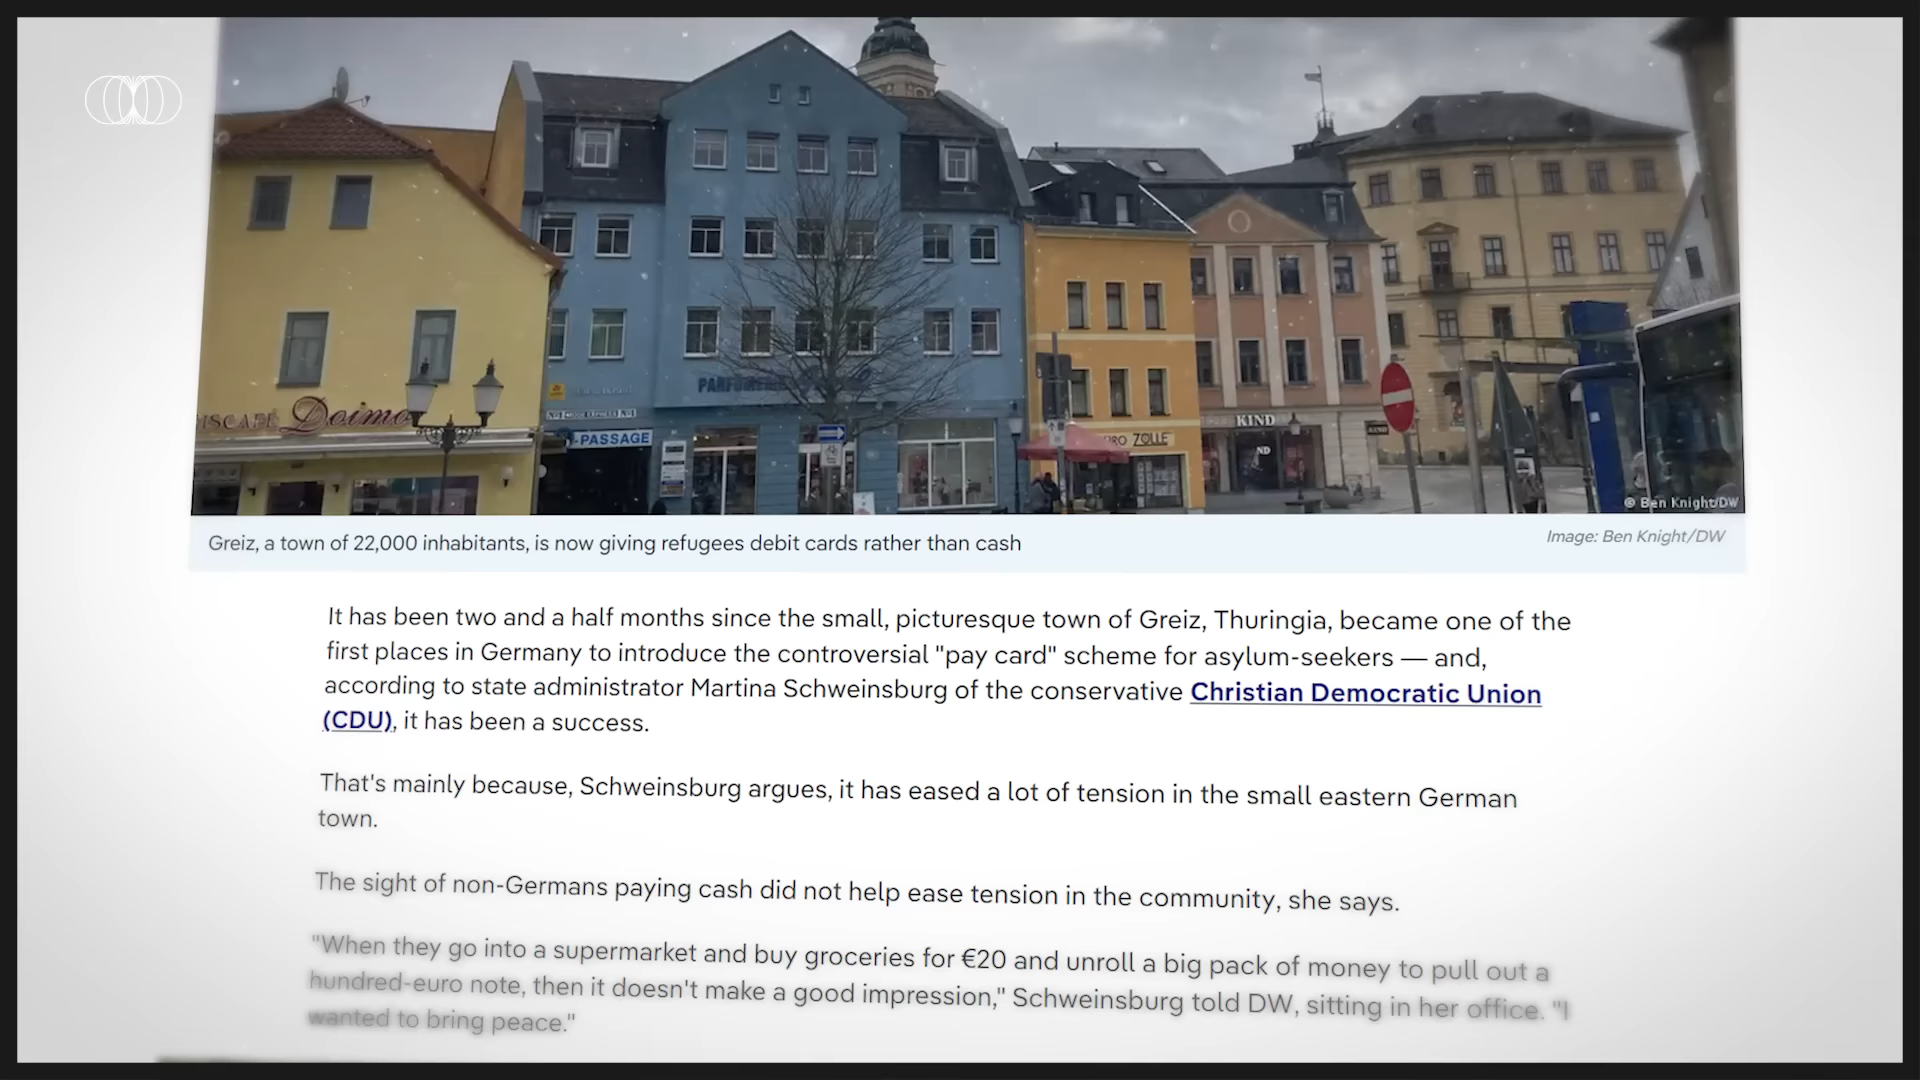 Doimo
PARFÜMERIE
-PASSAGE
ZOLLE
KIND
ND
© Ben Knight/DW
Greiz, a town of 22,000 inhabitants, is now giving refugees debit cards rather than cash
Image: Ben Knight/DW
It has been two and a half months since the small, picturesque town of Greiz, Thuringia, became one of the
first places in Germany to introduce the controversial "pay card" scheme for asylum-seekers — and,
according to state administrator Martina Schweinsburg of the conservative Christian Democratic Union
(CDU), it has been a success.
That's mainly because, Schweinsburg argues, it has eased a lot of tension in the small eastern German
town.
The sight of non-Germans paying cash did not help ease tension in the community, she says.
"When they go into a supermarket and buy groceries for €20 and unroll a big pack of money to pull out a
hundred-euro note, then it doesn't make a good impression," Schweinsburg told DW, sitting in her office. "I
wanted to bring peace."